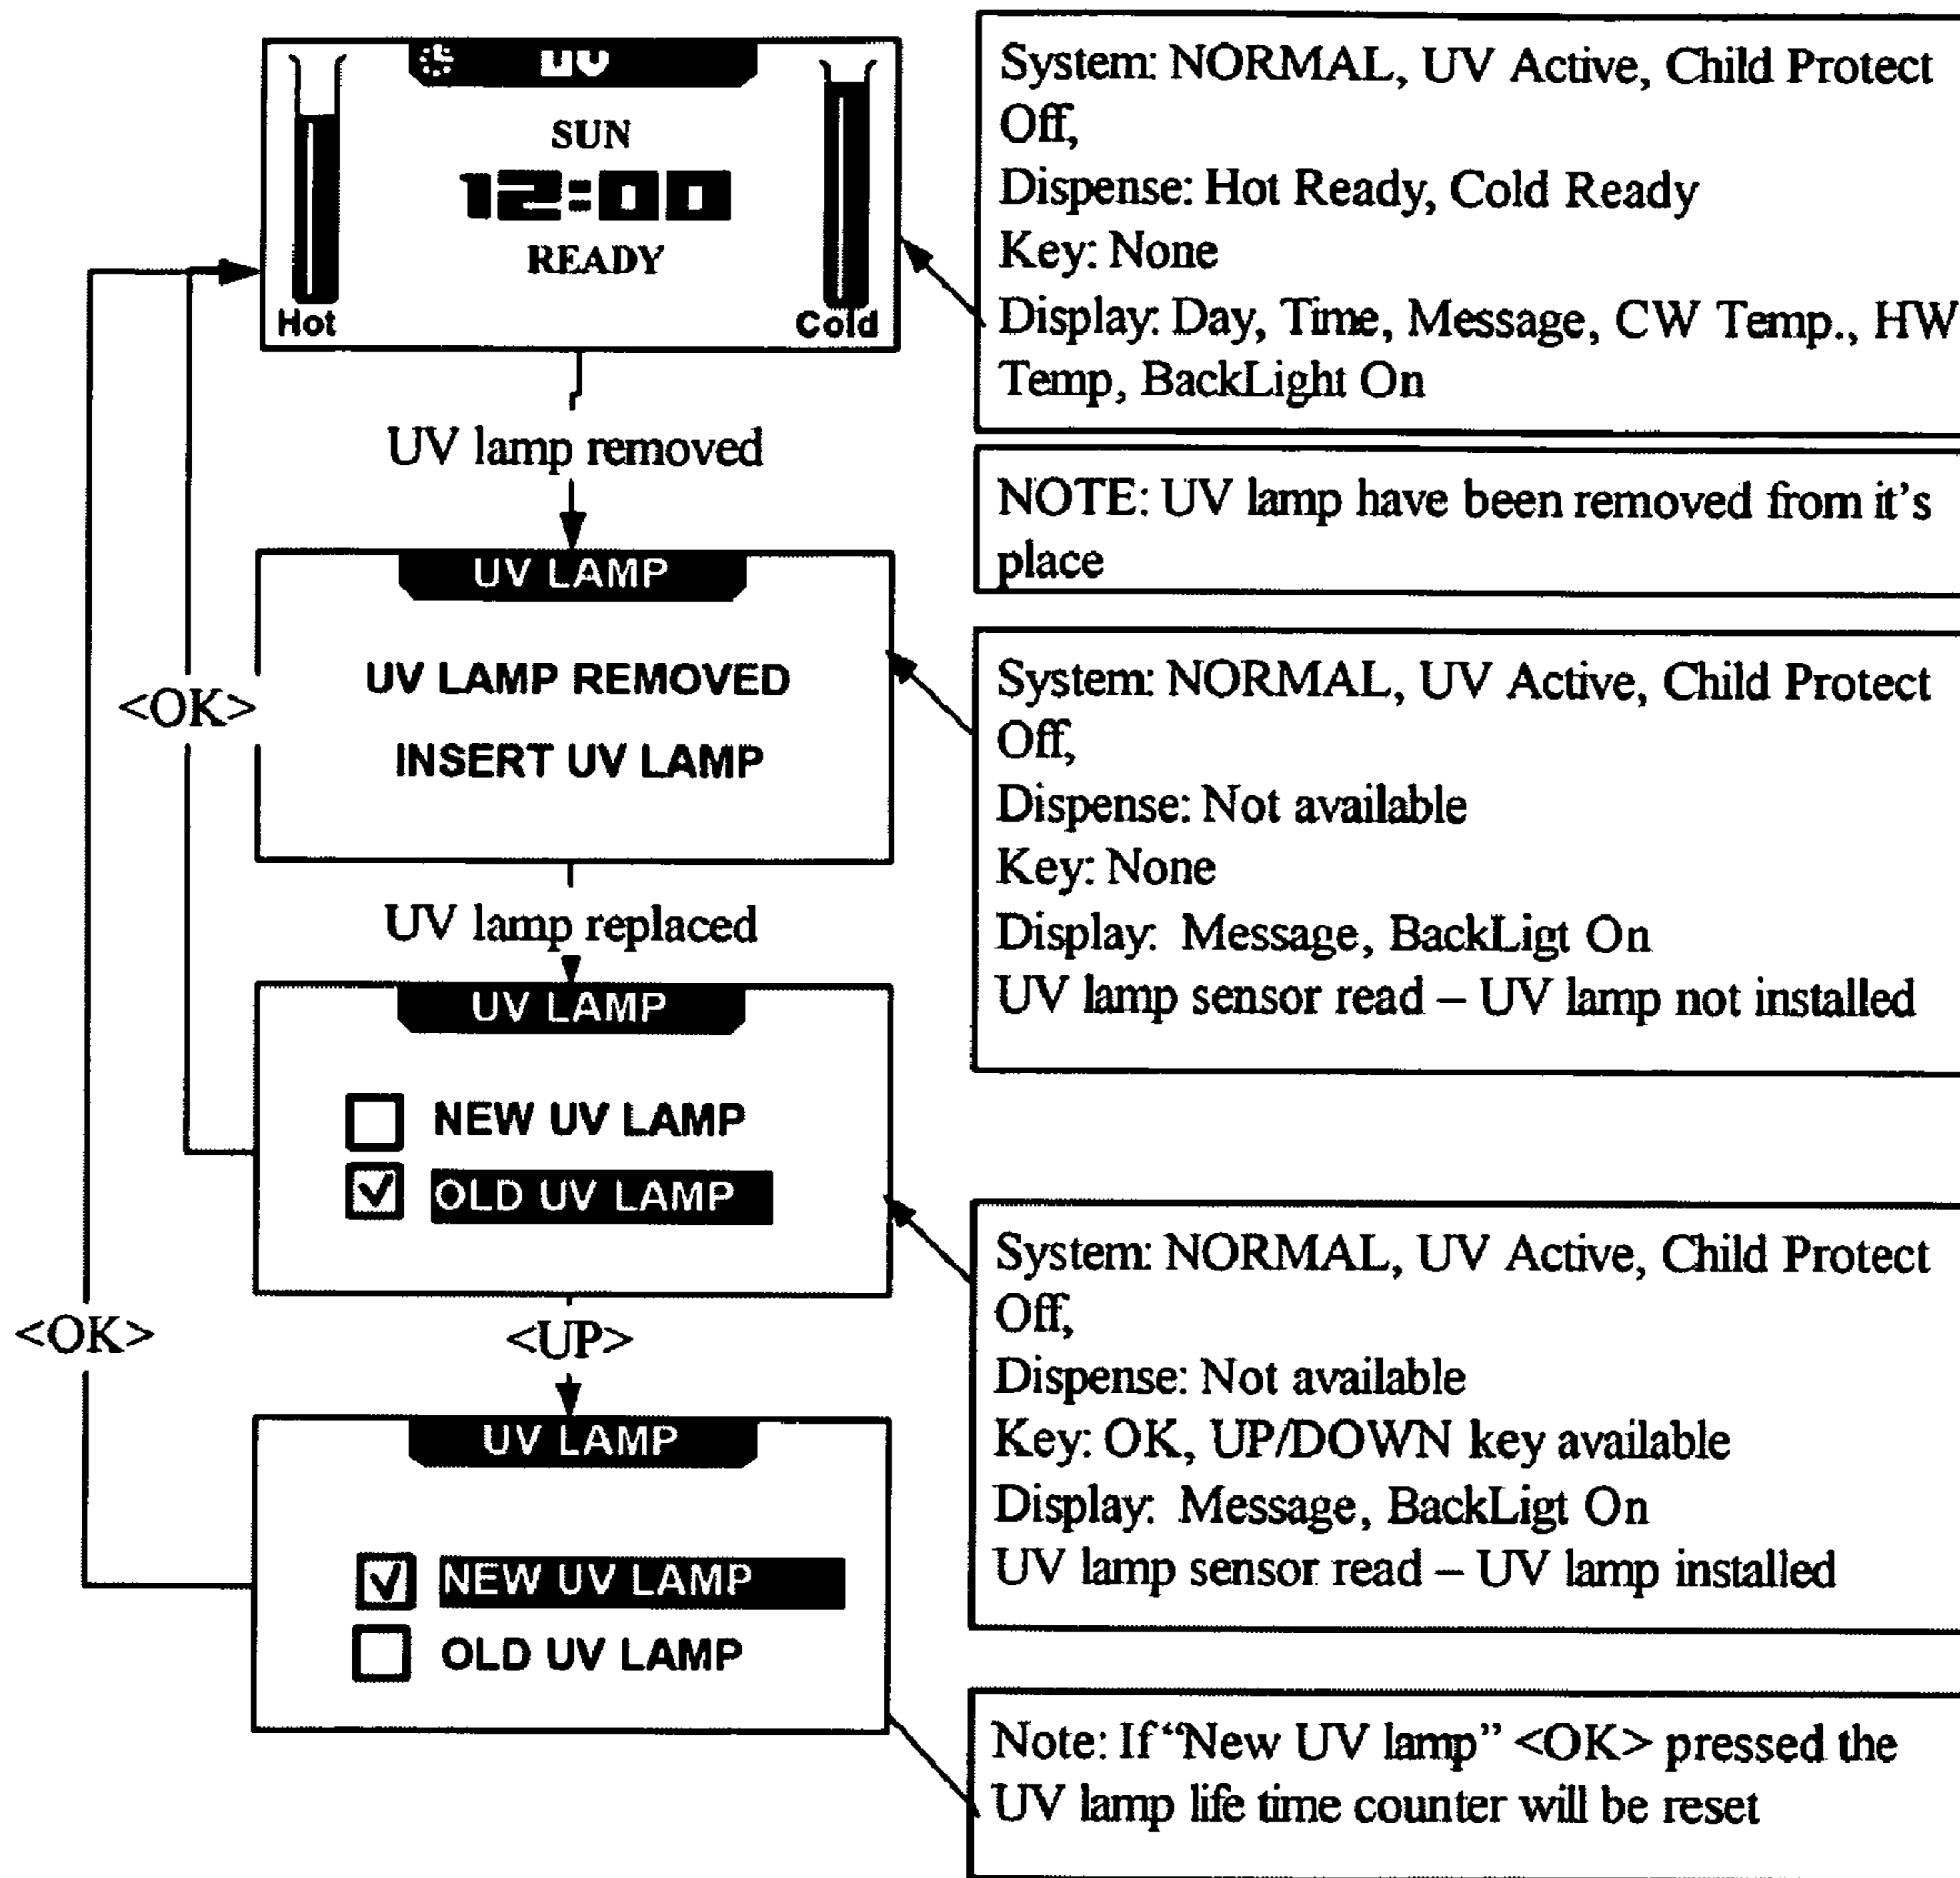 UV
SUN
12:00
READY
Hot
Cold
System: NORMAL, UV Active, Child Protect
Off,
Dispense: Hot Ready, Cold Ready
Key: None
Display: Day, Time, Message, CW Temp., HW
Temp, BackLight On
UV lamp removed
NOTE: UV lamp have been removed from it's
place
UV LAMP
UV LAMP REMOVED
INSERT UV LAMP
<OK>
System: NORMAL, UV Active, Child Protect
Off,
Dispense: Not available
Key: None
Display: Message, BackLigt On
UV lamp sensor read – UV lamp not installed
UV lamp replaced
UV LAMP
NEW UV LAMP
OLD UV LAMP
System: NORMAL, UV Active, Child Protect
Off,
Dispense: Not available
Key: OK, UP/DOWN key available
Display: Message, BackLigt On
UV lamp sensor read – UV lamp installed
<OK>
<UP>
UV LAMP
NEW UV LAMP
OLD UV LAMP
Note: If “New UV lamp” <OK> pressed the
UV lamp life time counter will be reset